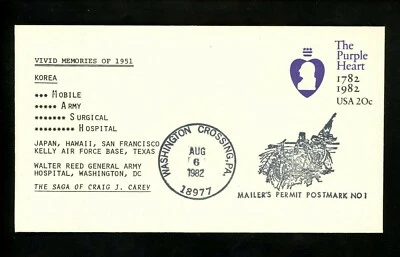 VIVID MEMORIES OF 1951
KOREA
••• MOBILE
••••• ARMY
••••••• SURGICAL
•••••••••• HOSPITAL
JAPAN, HAWAII, SAN FRANCISCO
KELLY AIR FORCE BASE, TEXAS
WALTER REED GENERAL ARMY
HOSPITAL, WASHINGTON, DC
THE SAGA OF CRAIG J. CAREY
WASHINGTON CROSSING, PA.
AUG
6
1982
18977
The
Purple
Heart
1782
1982
USA 20c
MAILER'S PERMIT POSTMARK NO 1